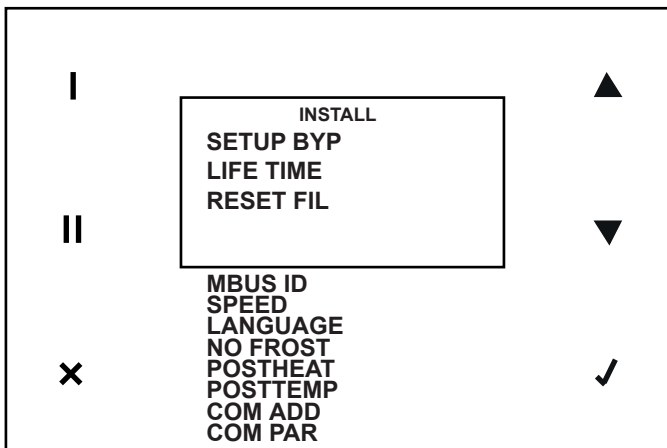 I
INSTALL
SETUP BYP
LIFE TIME
RESET FIL
II
MBUS ID
SPEED
LANGUAGE
NO FROST
POSTHEAT
POSTTEMP
COM ADD
COM PAR